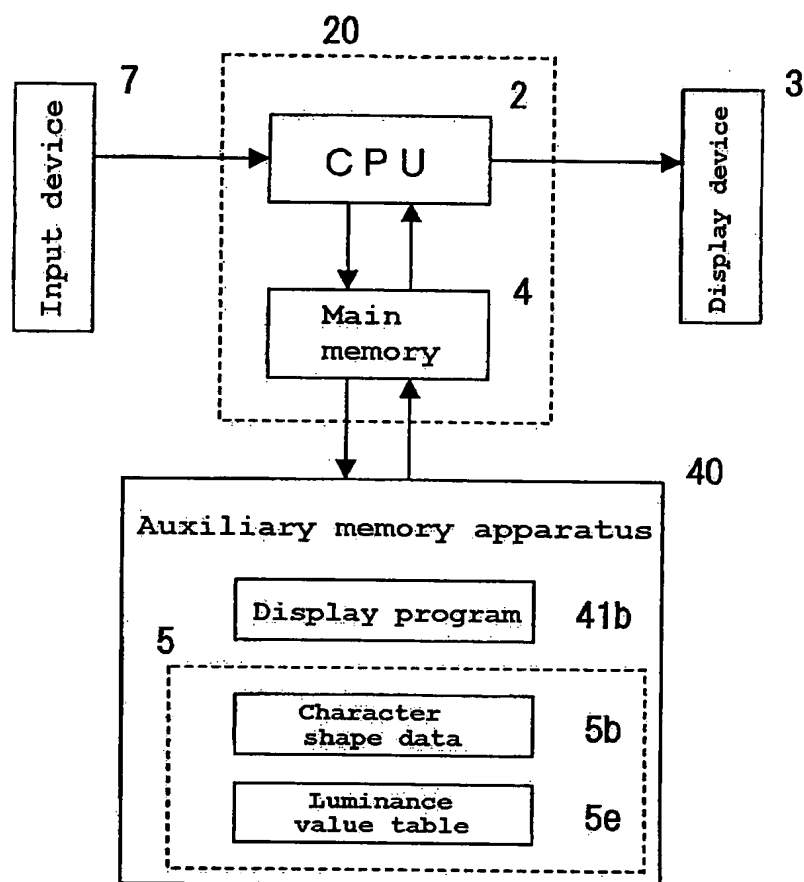 20
7
2
3
Input device
CPU
Display device
4
Main
memory
40
Auxiliary memory apparatus
Display program
41b
5
Character
shape data
5b
Luminance
value table
5e